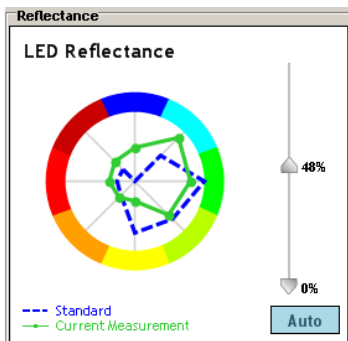 Reflectance
LED Reflectance
48%
0%
Standard
Current Measurement
Auto